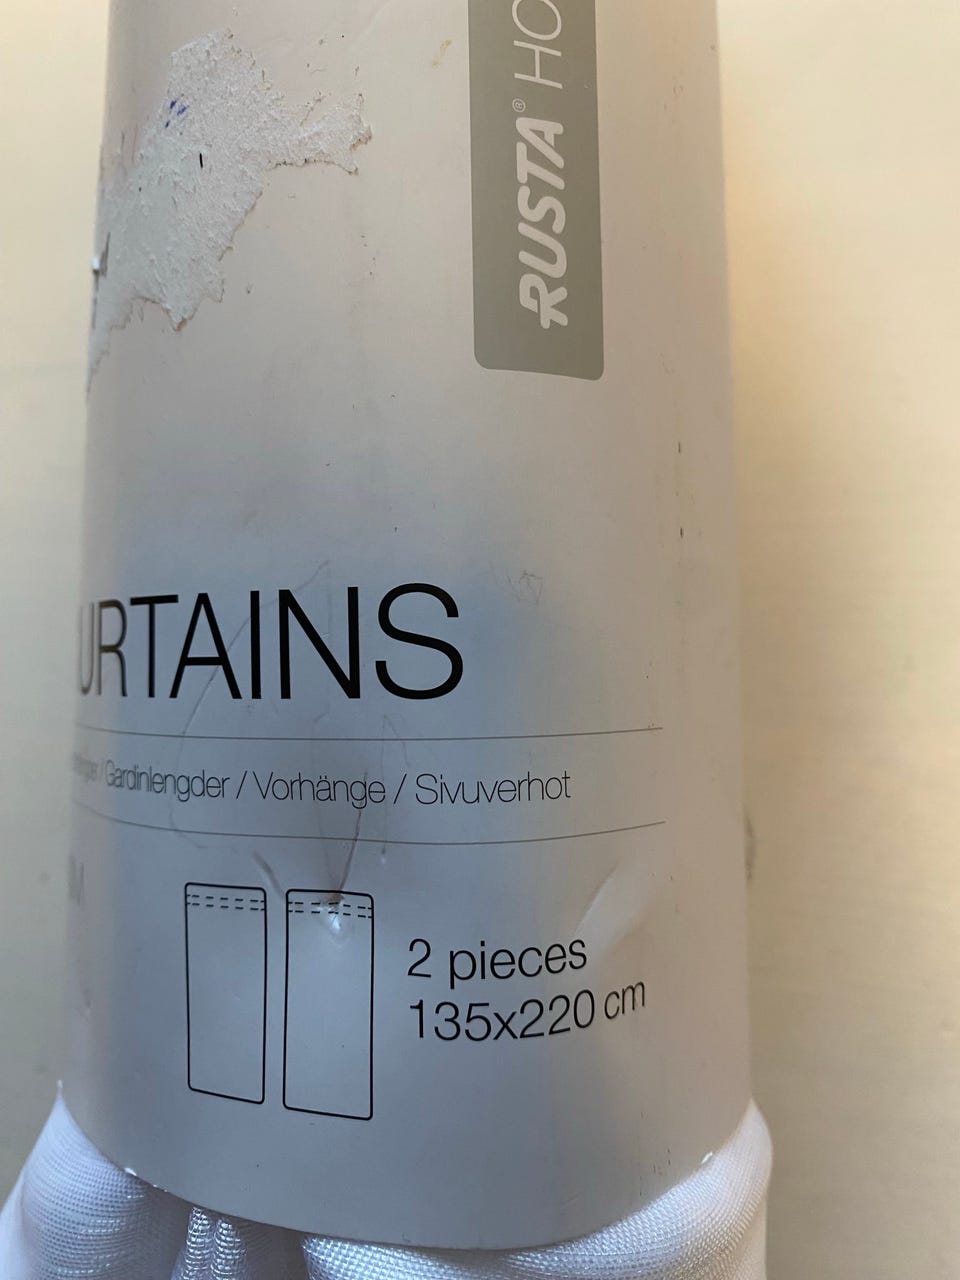 RUSTA® HO
URTAINS
/ Gardinlengder / Vorhänge / Sivuverhot
2 pieces
135x220 cm